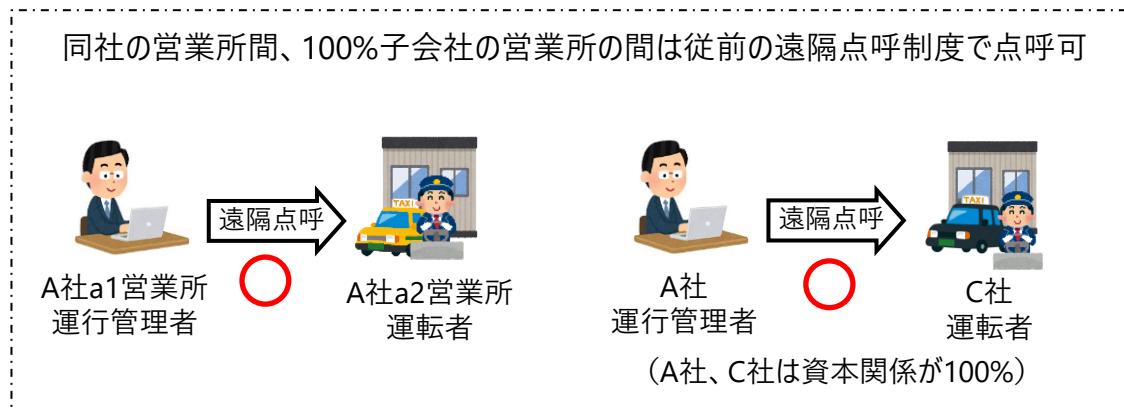 同社の営業所間、100%子会社の営業所の間は従前の遠隔点呼制度で点呼可
TAXI
遠隔点呼
A社a1営業所
運行管理者
A社a2営業所
運転者
TAXI
遠隔点呼
A社
運行管理者
C社
運転者
（A社、C社は資本関係が100%）